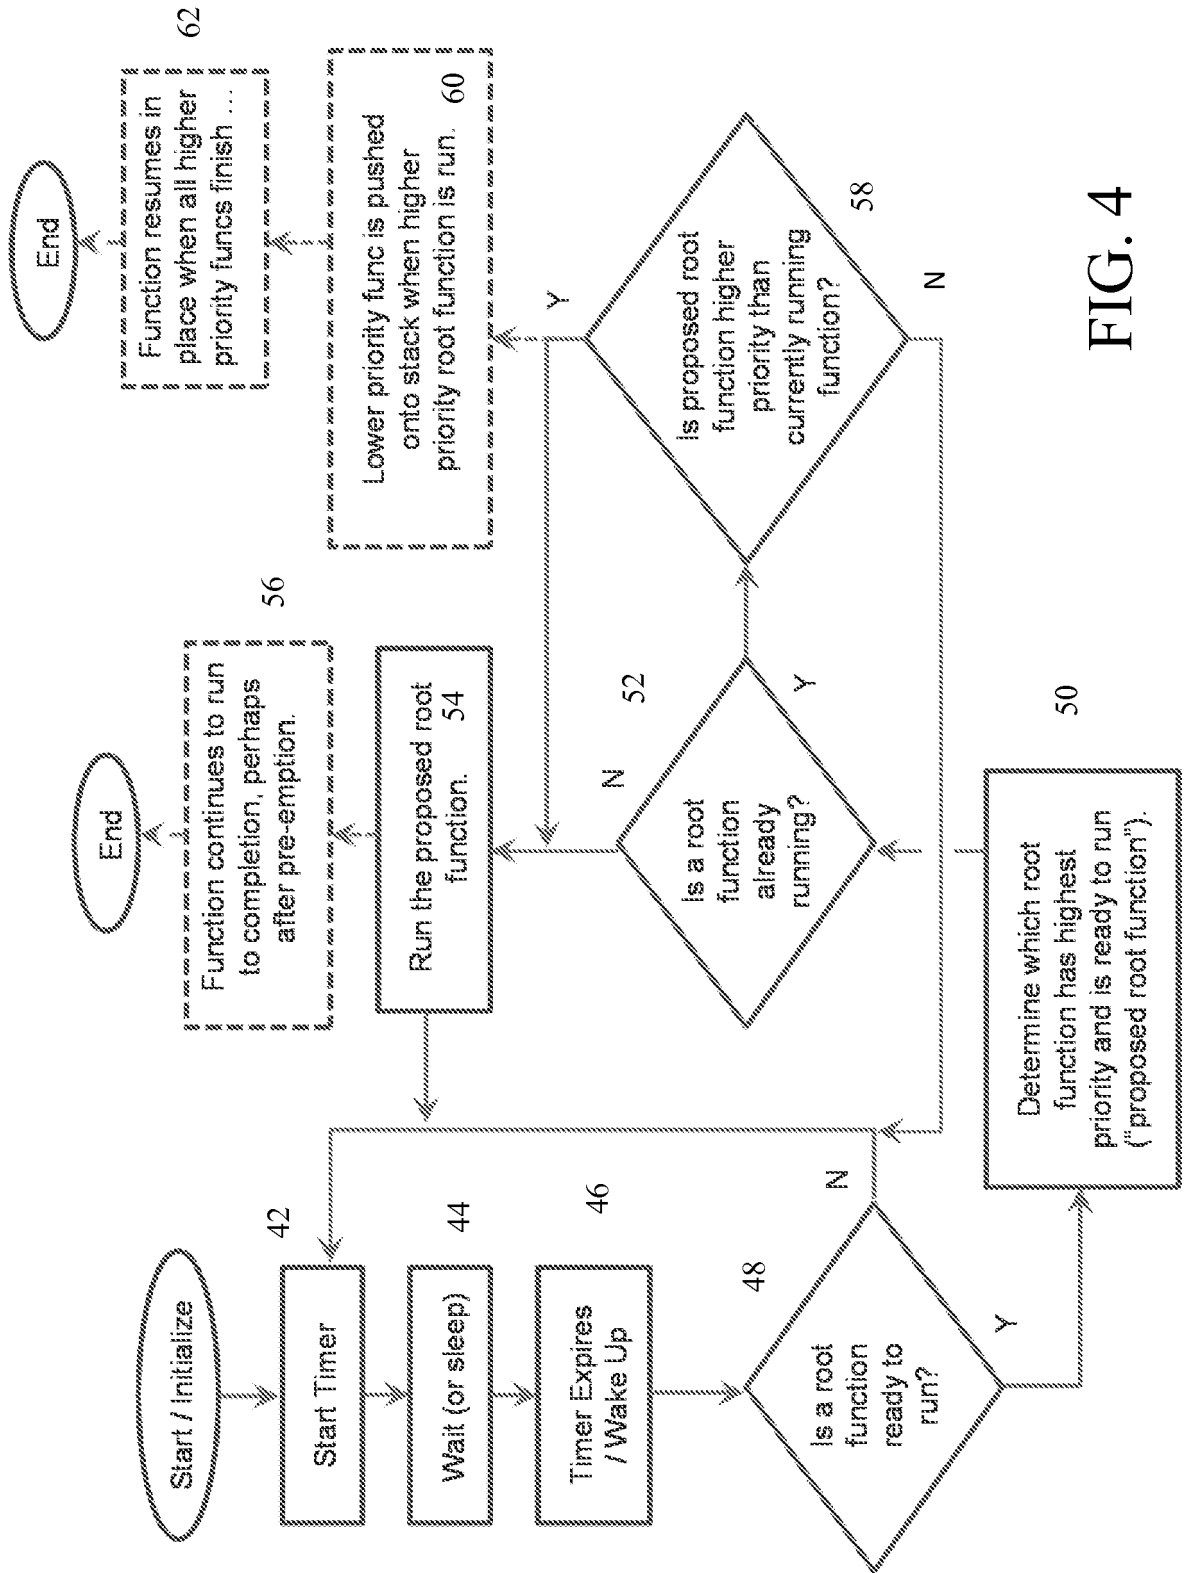 Start / Initialize
42
Start Timer
44
Wait (or sleep)
46
Timer Expires
/ Wake Up
48
Is a root
function
ready to
run?
N
Y
50
Determine which root
function has highest
priority and is ready to run
("proposed root function").
52
Is a root
function
already
running?
N
Y
Run the proposed root
function.
54
56
Function continues to run
to completion, perhaps
after pre-emption.
End
58
Is proposed root
function higher
priority than
currently running
function?
Y
N
Lower priority func is pushed
onto stack when higher
priority root function is run.
60
62
Function resumes in
place when all higher
priority funcs finish ...
End
FIG. 4